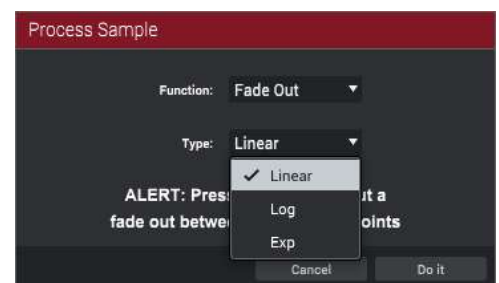 Process Sample
Function: Fade Out
Type: Linear
Linear
ALERT: Pres
a
Log
fade out betwe
oints
Exp
Cancel Do it